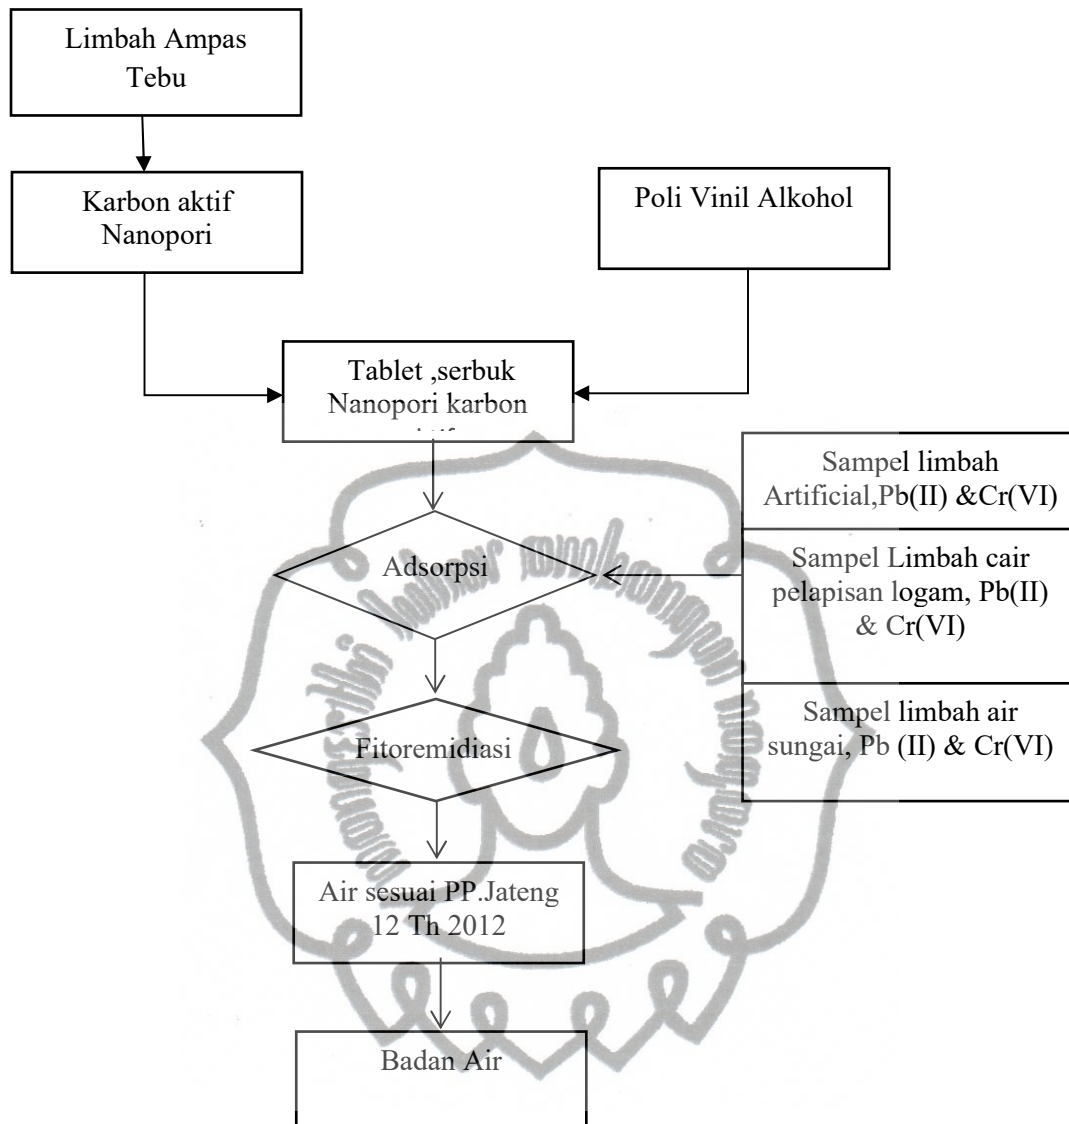 Limbah Ampas
Tebu
Karbon aktif
Nanopori
Poli Vinil Alkohol
Tablet ,serbuk
Nanopori karbon
Sampel limbah
Artificial,Pb(II) &Cr(VI)
Adsorpsi
Sampel Limbah cair
pelapisan logam, Pb(II)
& Cr(VI)
Sampel limbah air
sungai, Pb (II) & Cr(VI)
Fitoremidiasi
Air sesuai PP.Jateng
12 Th 2012
Badan Air